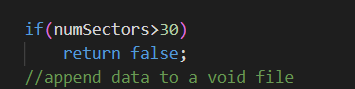 if(numSectors>30)
    return false;
//append data to a void file